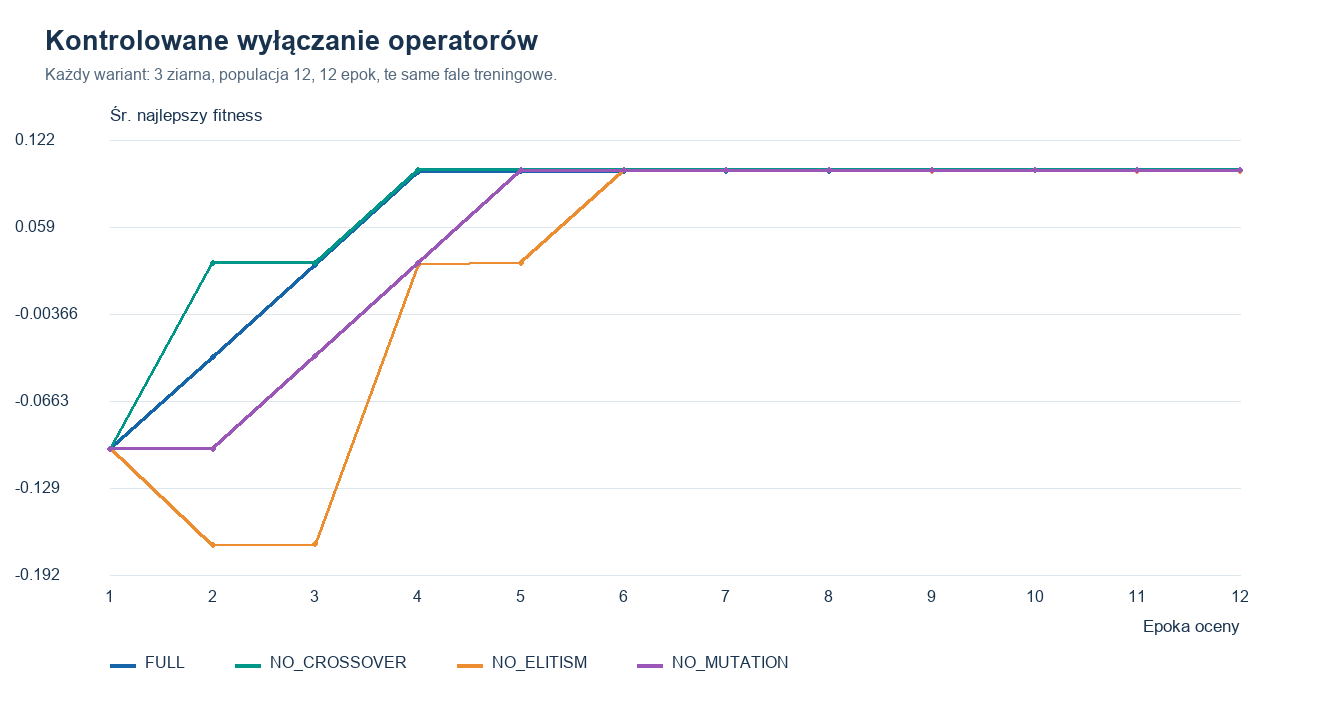 Kontrolowane wyłączanie operatorów
Każdy wariant: 3 ziarna, populacja 12, 12 epok, te same fale treningowe.
Śr. najlepszy fitness
0.122
0.059
-0.00366
-0.0663
-0.129
-0.192
1 2 3 4 5 6 7 8 9 10 11 12
Epoka oceny
FULL NO_CROSSOVER NO_ELITISM NO_MUTATION